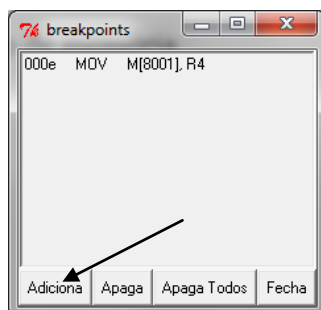 breakpoints
000e MOV M[8001], R4
Adiciona Apaga Apaga Todos Fecha